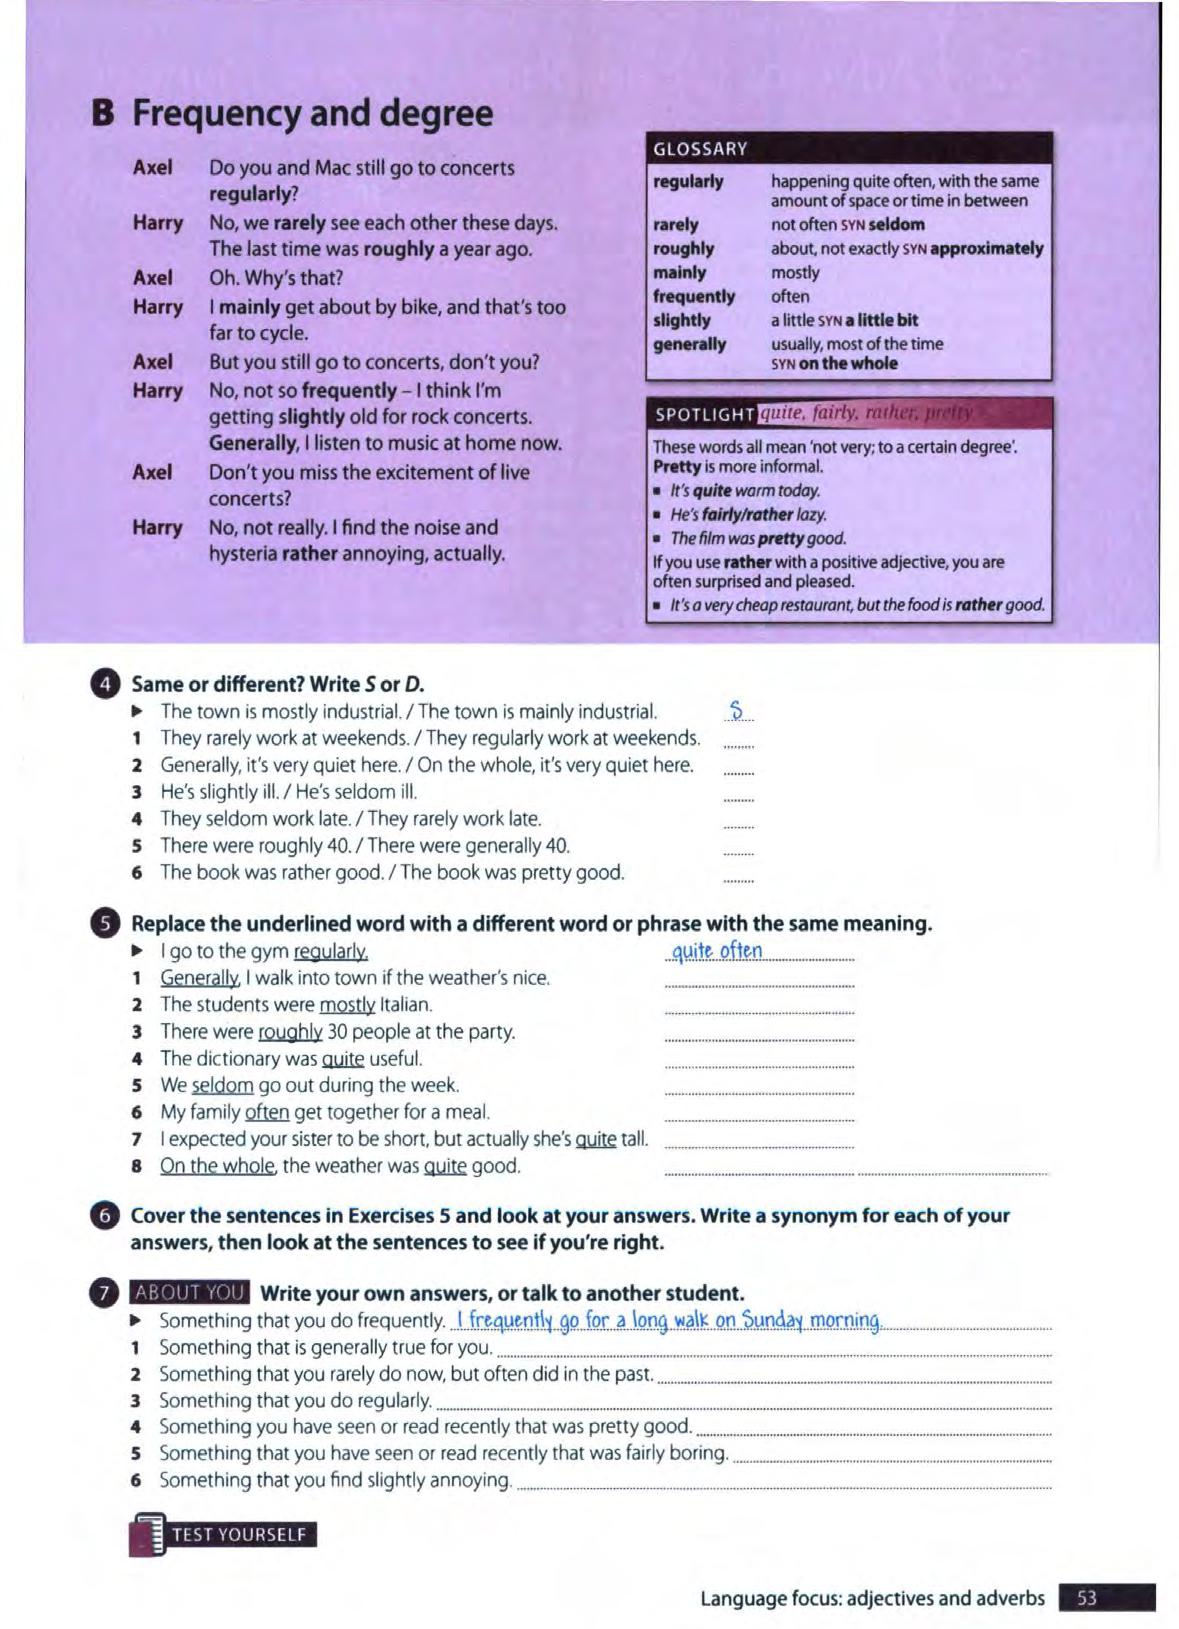 B Frequency and degree
Axel Do you and Mac still go to concerts
regularly?
Harry No, we rarely see each other these days.
The last time was roughly a year ago.
Axel Oh. Why's that?
Harry I mainly get about by bike, and that's too
far to cycle.
Axel But you still go to concerts, don't you?
Harry No, not so frequently – I think I'm
getting slightly old for rock concerts.
Generally, I listen to music at home now.
Axel Don't you miss the excitement of live
concerts?
Harry No, not really. I find the noise and
hysteria rather annoying, actually.
GLOSSARY
regularly happening quite often, with the same
amount of space or time in between
rarely not often SYN seldom
roughly about, not exactly SYN approximately
mainly mostly
frequently often
slightly a little SYN a little bit
generally usually, most of the time
SYN on the whole
SPOTLIGHT quite, fairly, rather, pretty
These words all mean 'not very; to a certain degree'.
Pretty is more informal.
▪ It's quite warm today.
▪ He's fairly/rather lazy.
▪ The film was pretty good.
If you use rather with a positive adjective, you are
often surprised and pleased.
▪ It's a very cheap restaurant, but the food is rather good.
4 Same or different? Write S or D.
▶ The town is mostly industrial. / The town is mainly industrial. S
1 They rarely work at weekends. / They regularly work at weekends.
2 Generally, it's very quiet here. / On the whole, it's very quiet here.
3 He's slightly ill. / He's seldom ill.
4 They seldom work late. / They rarely work late.
5 There were roughly 40. / There were generally 40.
6 The book was rather good. / The book was pretty good.
5 Replace the underlined word with a different word or phrase with the same meaning.
▶ I go to the gym regularly. quite often
1 Generally, I walk into town if the weather's nice.
2 The students were mostly Italian.
3 There were roughly 30 people at the party.
4 The dictionary was quite useful.
5 We seldom go out during the week.
6 My family often get together for a meal.
7 I expected your sister to be short, but actually she's quite tall.
8 On the whole, the weather was quite good.
6 Cover the sentences in Exercises 5 and look at your answers. Write a synonym for each of your
answers, then look at the sentences to see if you're right.
7 ABOUT YOU Write your own answers, or talk to another student.
▶ Something that you do frequently. I frequently go for a long walk on Sunday morning.
1 Something that is generally true for you.
2 Something that you rarely do now, but often did in the past.
3 Something that you do regularly.
4 Something you have seen or read recently that was pretty good.
5 Something that you have seen or read recently that was fairly boring.
6 Something that you find slightly annoying.
TEST YOURSELF
Language focus: adjectives and adverbs 53